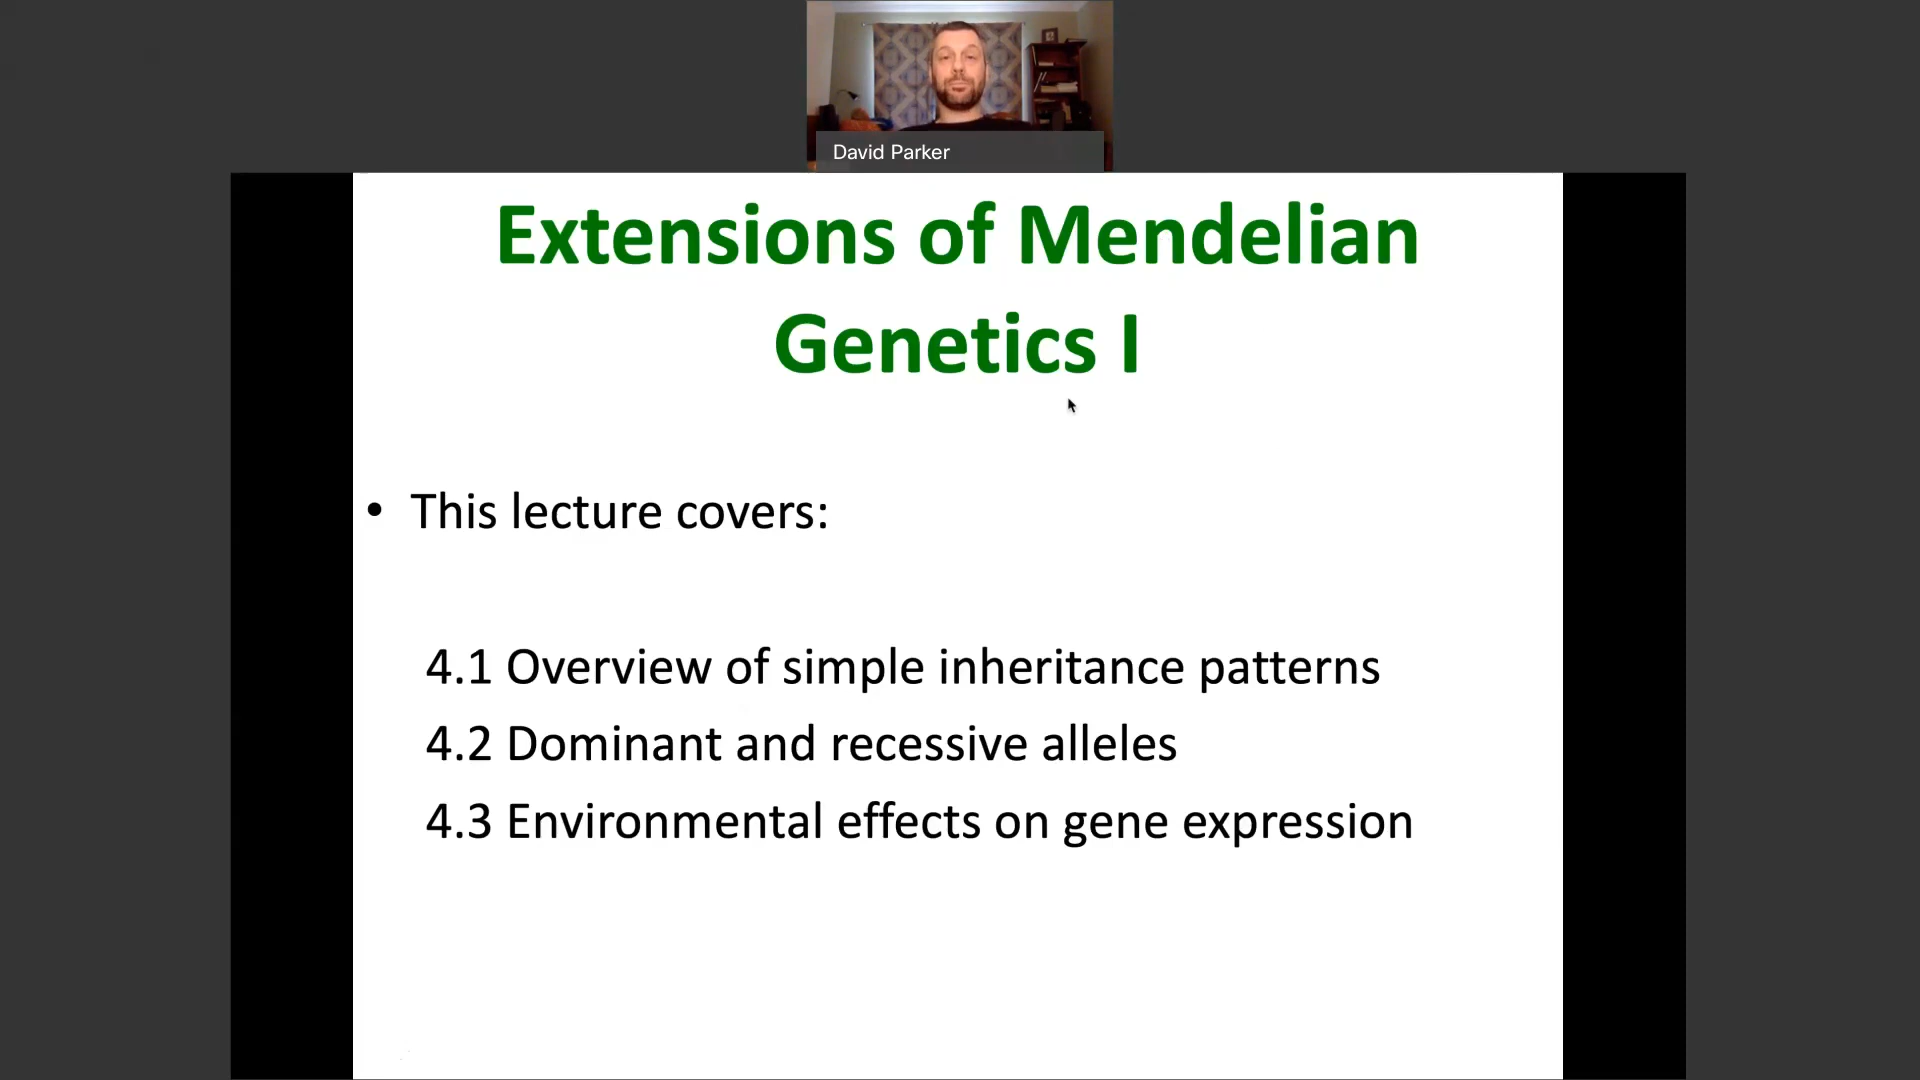 David Parker
Extensions of Mendelian
Genetics I
• This lecture covers:
4.1 Overview of simple inheritance patterns
4.2 Dominant and recessive alleles
4.3 Environmental effects on gene expression